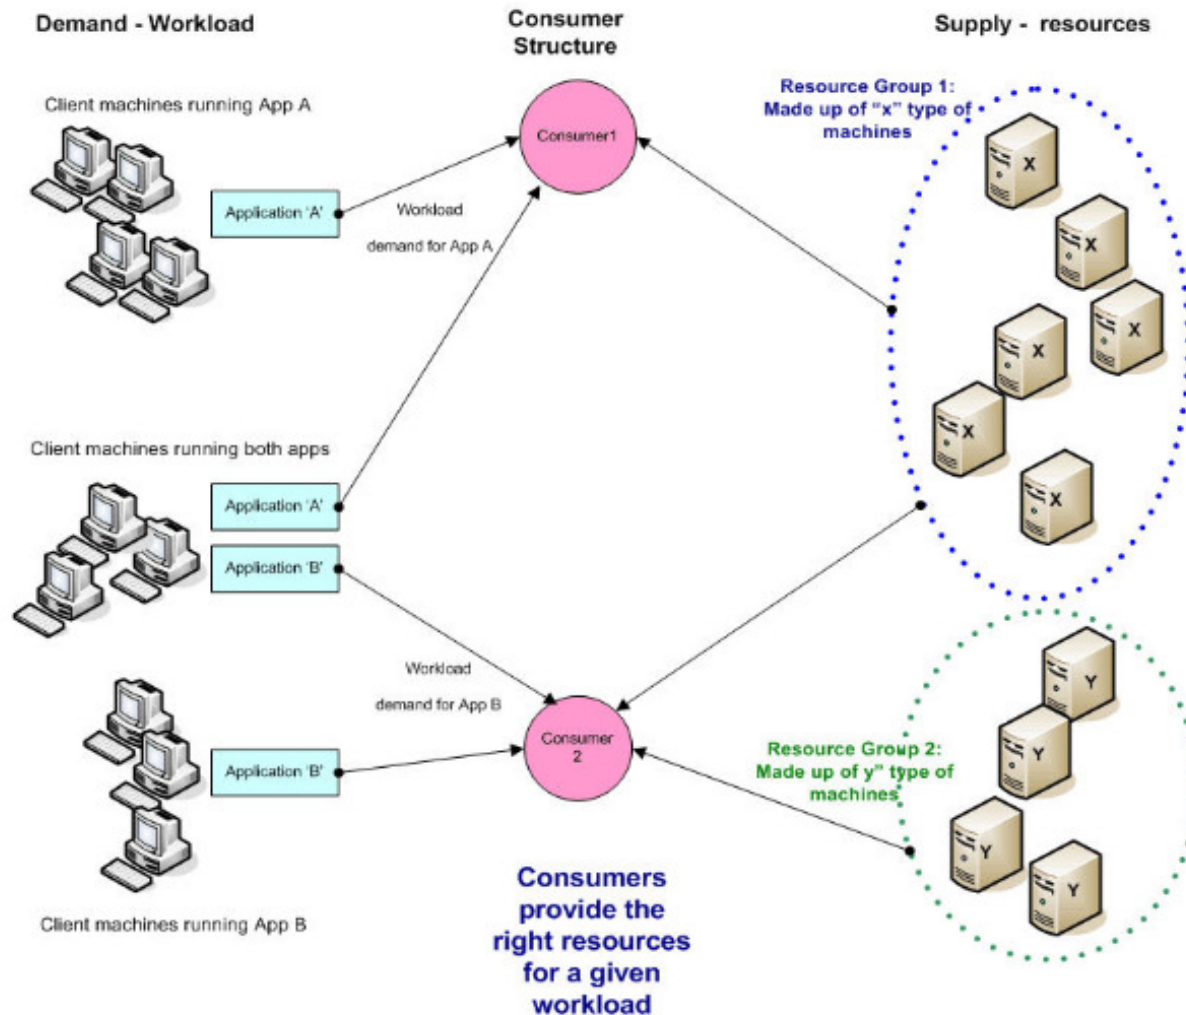 Demand - Workload
Consumer
Structure
Supply - resources
Client machines running App A
Application 'A'
Consumer1
Workload
demand for App A
Resource Group 1:
Made up of "x" type of
machines
X
X
X
X
X
X
Client machines running both apps
Application 'A'
Application 'B'
Workload
demand for App B
Consumer
2
Application 'B'
Client machines running App B
Resource Group 2:
Made up of y" type of
machines
Y
Y
Y
Y
Consumers
provide the
right resources
for a given
workload